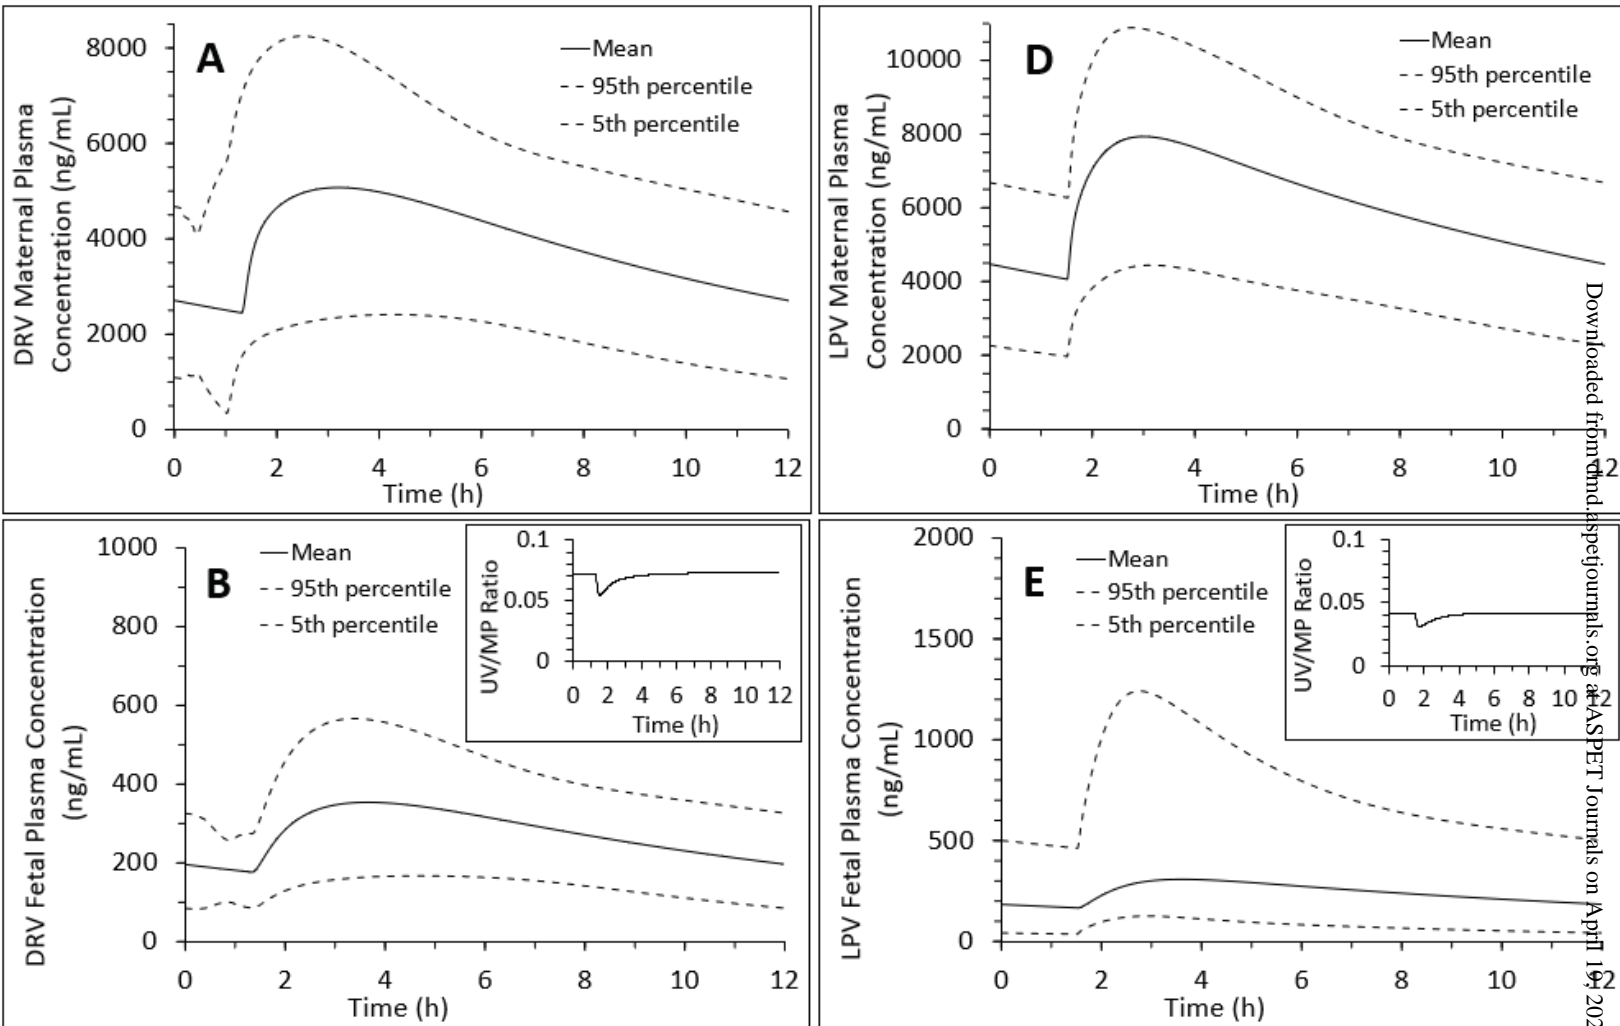 A
DRV Maternal Plasma
Concentration (ng/mL)
8000
6000
4000
2000
0
Mean
95th percentile
5th percentile
0 2 4 6 8 10 12
Time (h)
D
LPV Maternal Plasma
Concentration (ng/mL)
10000
8000
6000
4000
2000
0
Mean
95th percentile
5th percentile
0 2 4 6 8 10 12
Time (h)
B
DRV Fetal Plasma Concentration
(ng/mL)
1000
800
600
400
200
0
Mean
95th percentile
5th percentile
0 2 4 6 8 10 12
Time (h)
UV/MP Ratio
0.1
0.05
0
0 2 4 6 8 10 12
Time (h)
E
LPV Fetal Plasma Concentration
(ng/mL)
2000
1500
1000
500
0
Mean
95th percentile
5th percentile
0 2 4 6 8 10 12
Time (h)
UV/MP Ratio
0.1
0.05
0
0 2 4 6 8 10 12
Time (h)
Downloaded from dmd.aspetjournals.org at ASPET Journals on April 19, 202